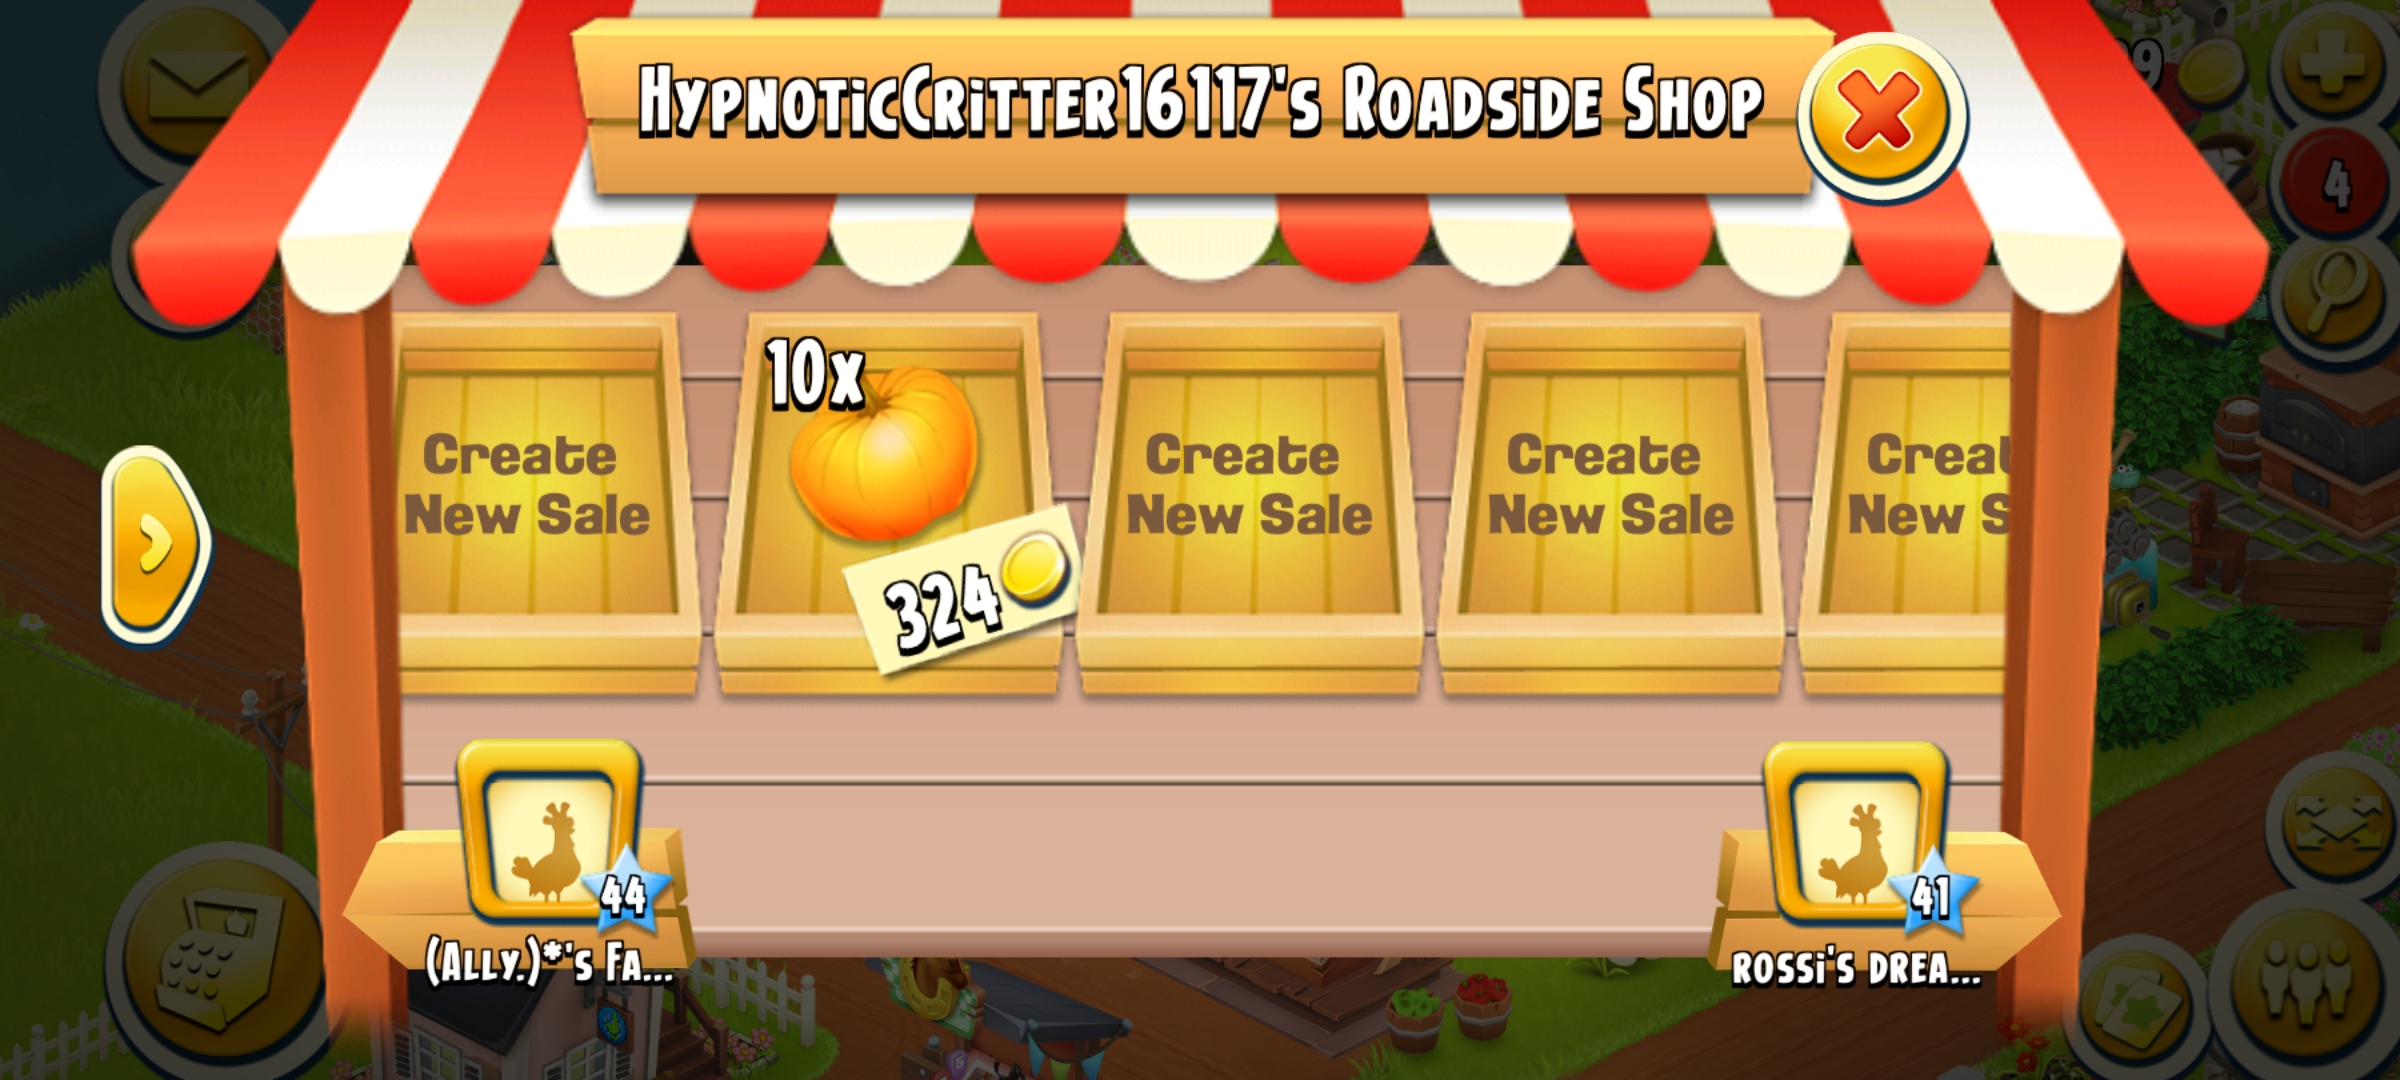 HypnoticCritter16117's Roadside Shop
4
10x
Create
New Sale
324
Create
New Sale
Create
New Sale
44
(Ally.)*'s Fa...
41
ROSSi'S DREA...